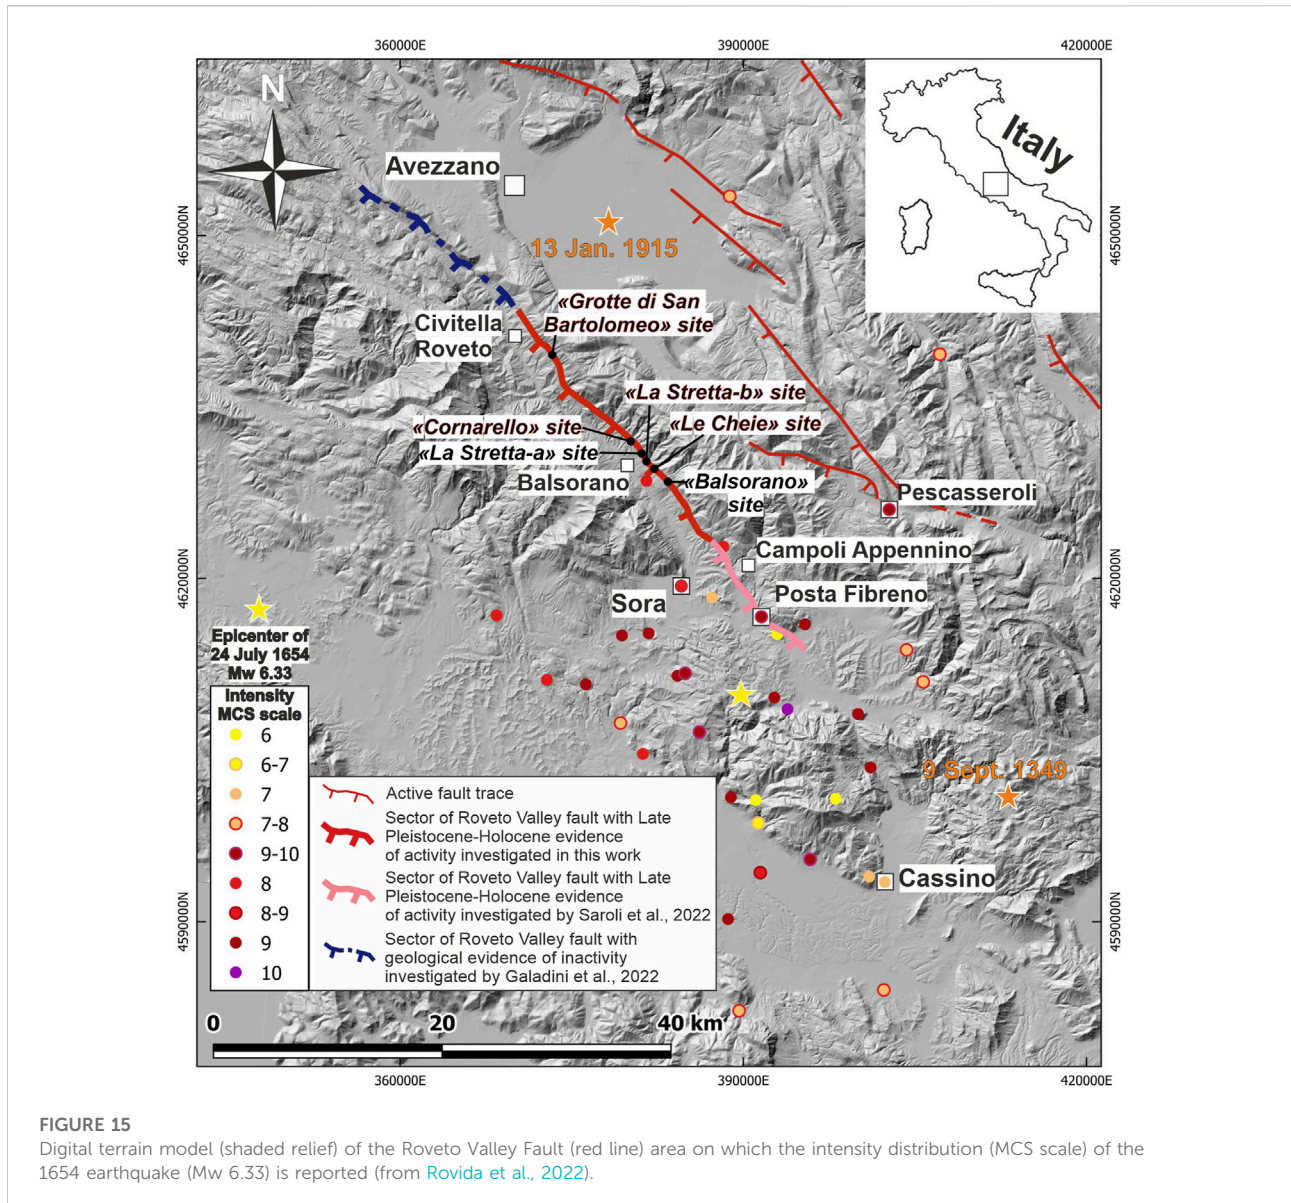 360000E
390000E
420000E
N
Italy
Avezzano
4650000N
4650000N
13 Jan. 1915
«Grotte di San
Bartolomeo» site
Civitella
Roveto
«La Stretta-b» site
«Cornarello» site
«Le Cheie» site
«La Stretta-a» site
Balsorano
«Balsorano»
site
Pescasseroli
Campoli Appennino
4620000N
4620000N
Sora
Posta Fibreno
Epicenter of
24 July 1654
Mw 6.33
Intensity
MCS scale
6
6-7
7
7-8
9-10
8
8-9
9
10
9 Sept. 1349
Active fault trace
Sector of Roveto Valley fault with Late
Pleistocene-Holocene evidence
of activity investigated in this work
Sector of Roveto Valley fault with Late
Pleistocene-Holocene evidence
of activity investigated by Saroli et al., 2022
Sector of Roveto Valley fault with
geological evidence of inactivity
investigated by Galadini et al., 2022
Cassino
4590000N
4590000N
0 20 40 km
360000E
390000E
420000E
FIGURE 15
Digital terrain model (shaded relief) of the Roveto Valley Fault (red line) area on which the intensity distribution (MCS scale) of the
1654 earthquake (Mw 6.33) is reported (from Rovida et al., 2022).